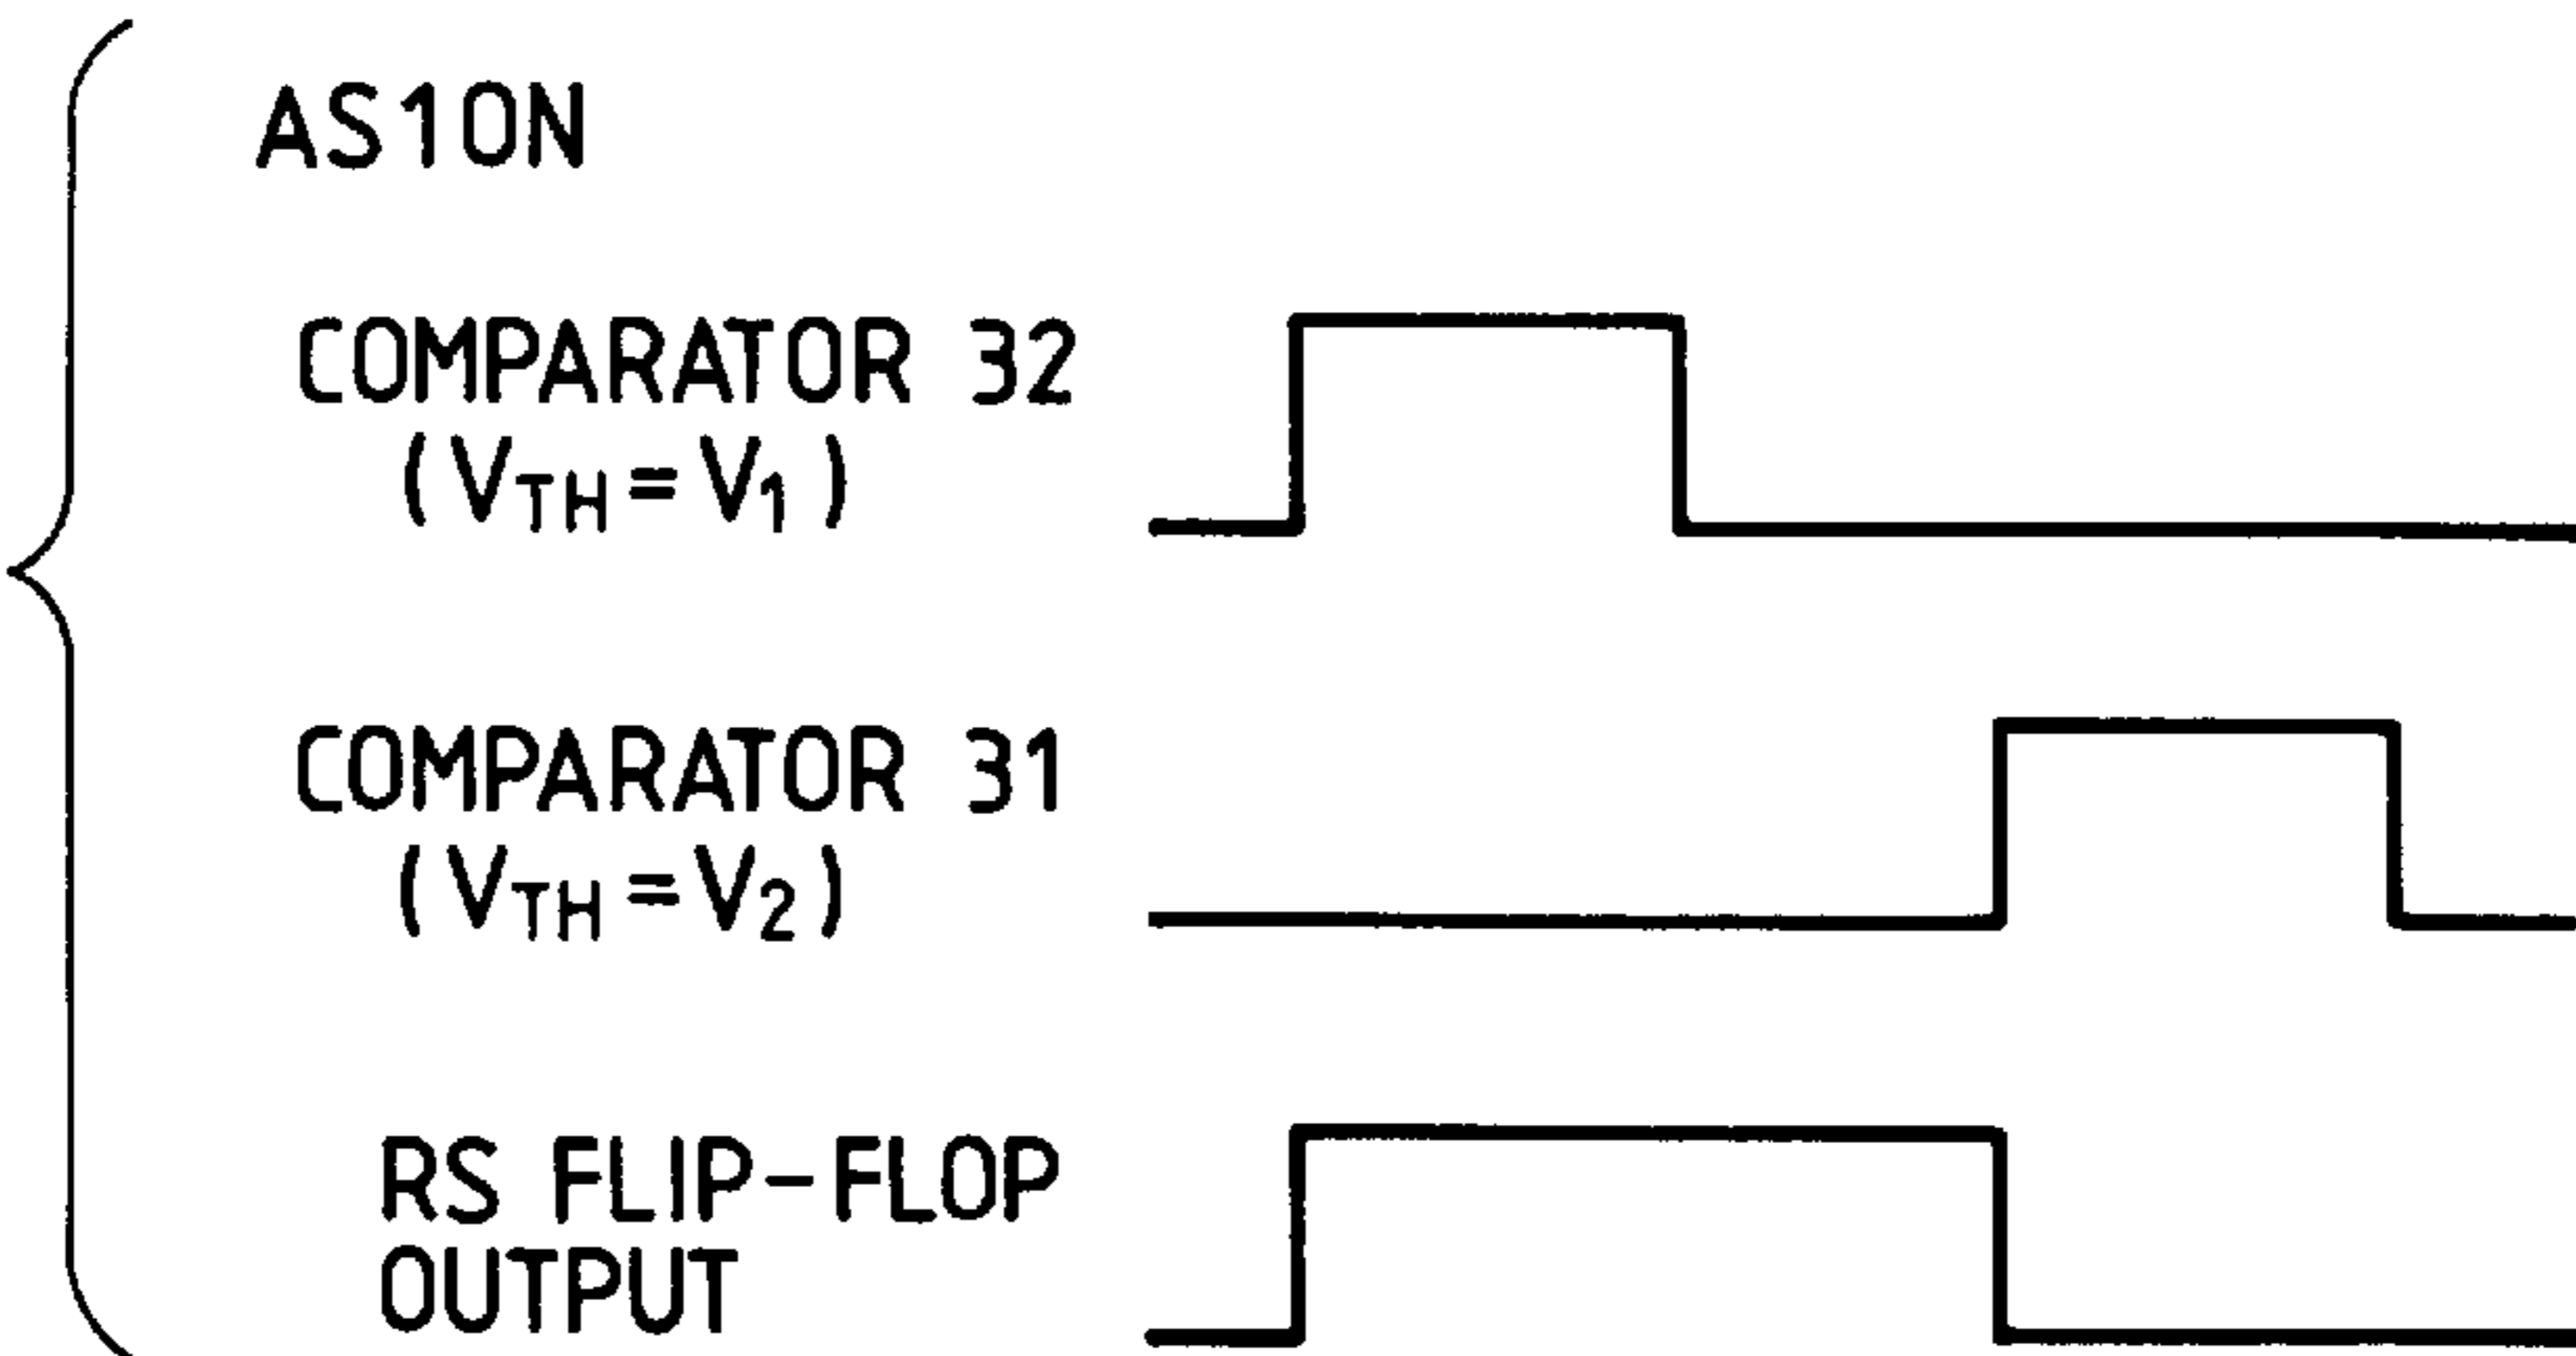 AS1ON
COMPARATOR 32
(VTH=V1)
COMPARATOR 31
(VTH=V2)
RS FLIP-FLOP
OUTPUT